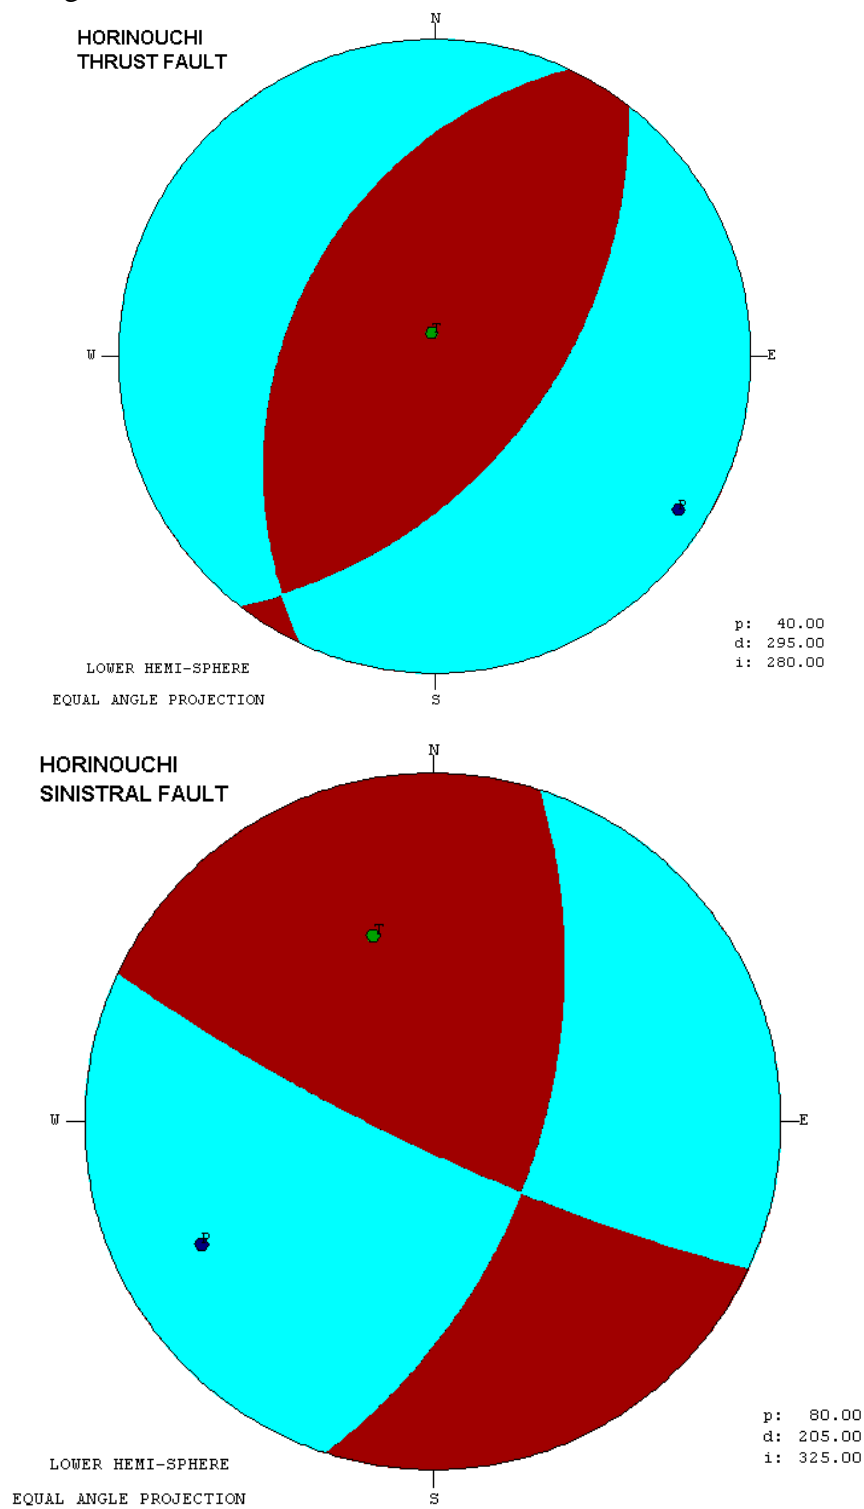 N
HORINOUCHI
THRUST FAULT
T
W
E
P
p: 40.00
d: 295.00
i: 280.00
LOWER HEMI-SPHERE
EQUAL ANGLE PROJECTION
S
N
HORINOUCHI
SINISTRAL FAULT
T
W
E
P
p: 80.00
d: 205.00
i: 325.00
LOWER HEMI-SPHERE
EQUAL ANGLE PROJECTION
S